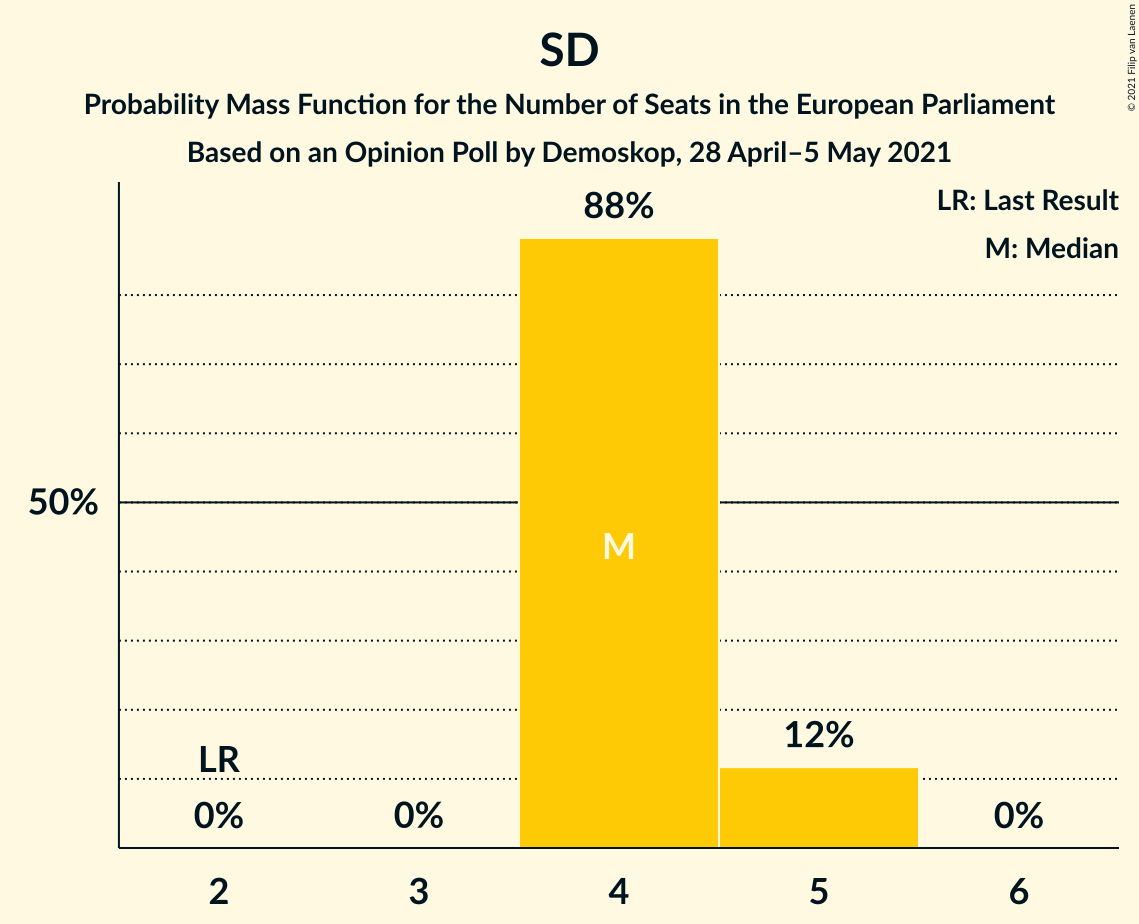 SD
Probability Mass Function for the Number of Seats in the European Parliament
Based on an Opinion Poll by Demoskop, 28 April–5 May 2021
© 2021 Filip van Laenen
LR: Last Result
M: Median
88%
50%
M
12%
LR
0%
0%
0%
2
3
4
5
6